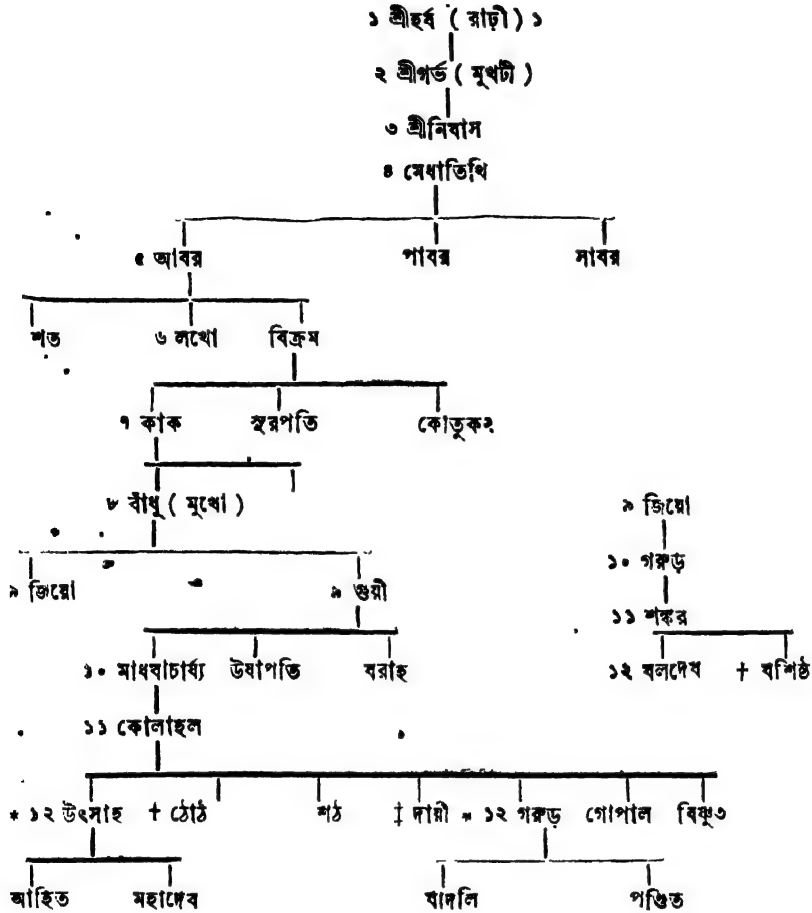 ১ শ্রীহর্ষ ( রাঢ়ী ) ১
২ শ্রীগর্ভ ( মুখটী )
৩ শ্রীনিবাস
৪ মেধাতিথি
৫ আবর পাবর সাবর
শত ৬ লখো বিক্রম
৭ কাক সুরপতি কোতুক২
৮ বাঁধু ( মুখো )
৯ জিয়ো
১০ গরুড়
৯ জিয়ো ৯ গুয়ী
১১ শঙ্কর
১০ মাধবাচার্য্য উষাপতি বরাহ ১২ বলদেব † বশিষ্ঠ
১১ কোলাহল
* ১২ উৎসাহ † ঠোঠ শঠ ‡ দায়ী * ১২ গরুড় গোপাল বিষ্ণু৩
আহিত মহাদেব যাদলি পণ্ডিত